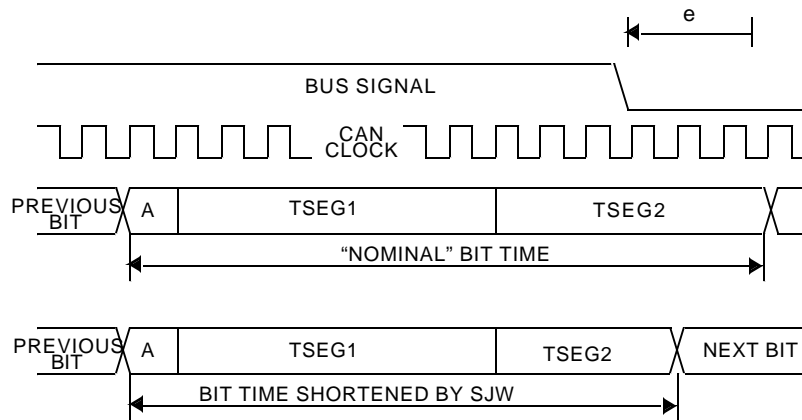 e
BUS SIGNAL
CAN
CLOCK
PREVIOUS
BIT
A
TSEG1
TSEG2
“NOMINAL” BIT TIME
PREVIOUS
BIT
A
TSEG1
TSEG2
NEXT BIT
BIT TIME SHORTENED BY SJW